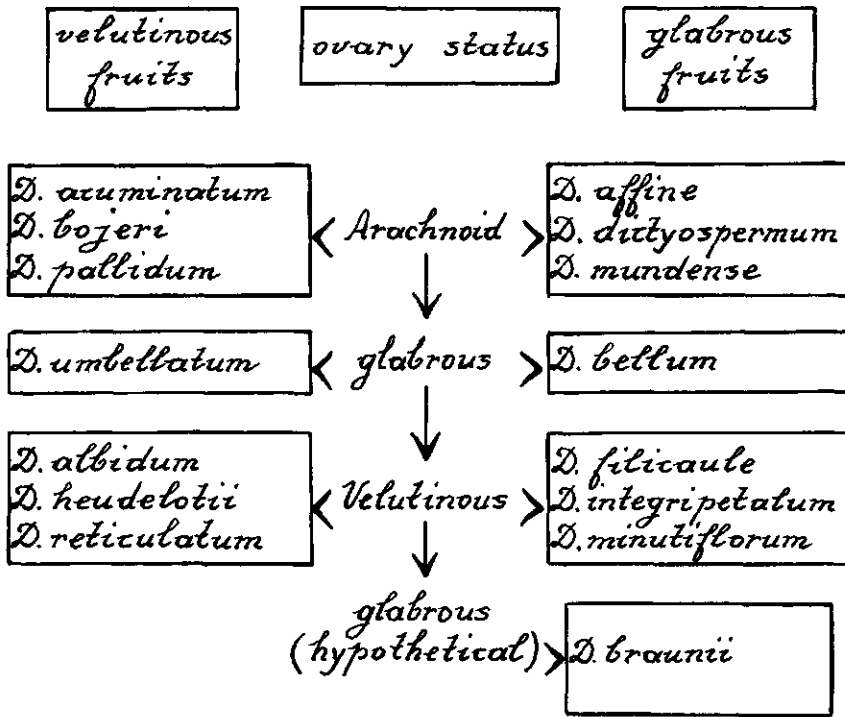 velutinous
fruits
ovary status
glabrous
fruits
D. acuminatum
D. bojeri
D. pallidum
Arachnoid
D. affine
D. dictyospermum
D. mundense
D. umbellatum
glabrous
D. bellum
D. albidum
D. heudelotii
D. reticulatum
Velutinous
D. filicaule
D. integripetalum
D. minutiflorum
glabrous
(hypothetical)
D. braunii